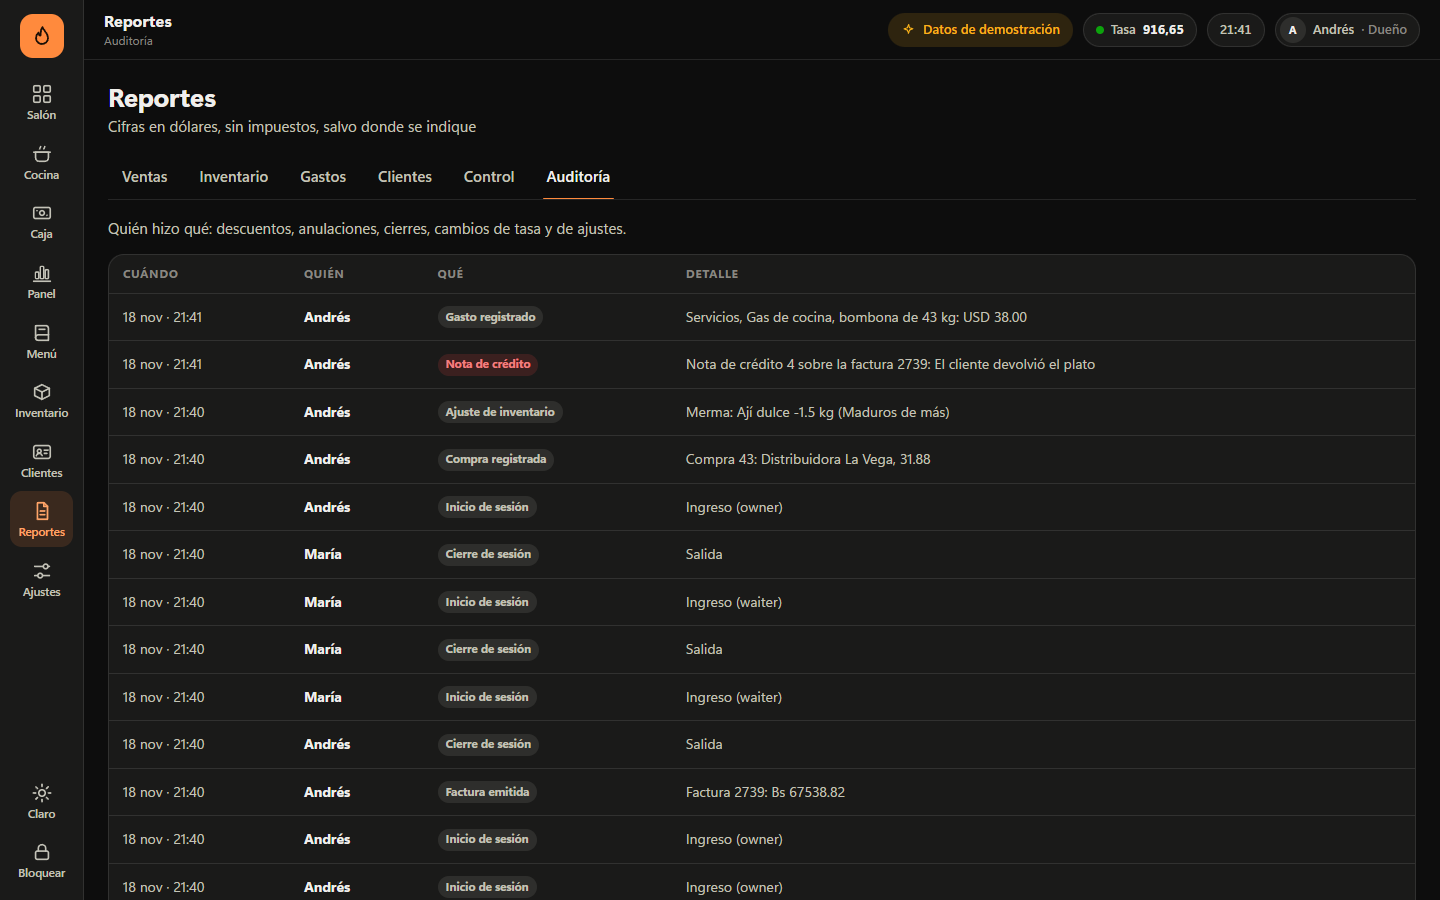 Reportes
Auditoría
Datos de demostración
Tasa 916,65
21:41
A Andrés · Dueño
Salón
Cocina
Caja
Panel
Menú
Inventario
Clientes
Reportes
Ajustes
Claro
Bloquear
Reportes
Cifras en dólares, sin impuestos, salvo donde se indique
Ventas Inventario Gastos Clientes Control Auditoría
Quién hizo qué: descuentos, anulaciones, cierres, cambios de tasa y de ajustes.
CUÁNDO QUIÉN QUÉ DETALLE
18 nov · 21:41 Andrés Gasto registrado Servicios, Gas de cocina, bombona de 43 kg: USD 38.00
18 nov · 21:41 Andrés Nota de crédito Nota de crédito 4 sobre la factura 2739: El cliente devolvió el plato
18 nov · 21:40 Andrés Ajuste de inventario Merma: Ají dulce -1.5 kg (Maduros de más)
18 nov · 21:40 Andrés Compra registrada Compra 43: Distribuidora La Vega, 31.88
18 nov · 21:40 Andrés Inicio de sesión Ingreso (owner)
18 nov · 21:40 María Cierre de sesión Salida
18 nov · 21:40 María Inicio de sesión Ingreso (waiter)
18 nov · 21:40 María Cierre de sesión Salida
18 nov · 21:40 María Inicio de sesión Ingreso (waiter)
18 nov · 21:40 Andrés Cierre de sesión Salida
18 nov · 21:40 Andrés Factura emitida Factura 2739: Bs 67538.82
18 nov · 21:40 Andrés Inicio de sesión Ingreso (owner)
18 nov · 21:40 Andrés Inicio de sesión Ingreso (owner)